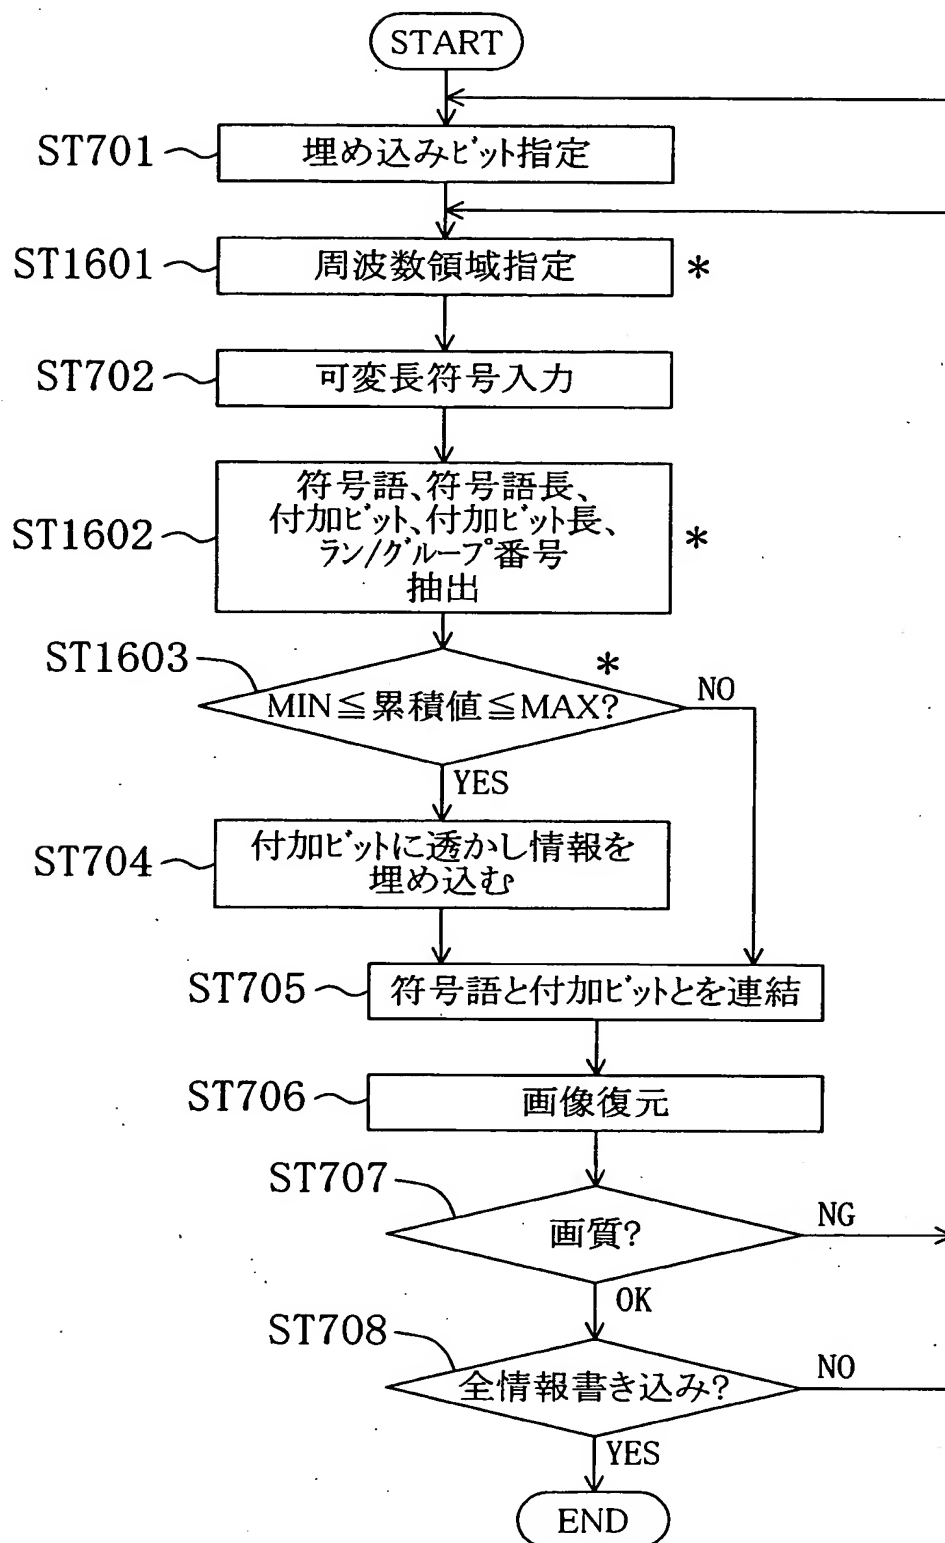 START
ST701
埋め込みビット指定
ST1601
周波数領域指定
*
ST702
可変長符号入力
ST1602
符号語、符号語長、
付加ビット、付加ビット長、
ラン/グループ番号
抽出
*
ST1603
*
MIN≦累積値≦MAX?
NO
YES
ST704
付加ビットに透かし情報を
埋め込む
ST705
符号語と付加ビットとを連結
ST706
画像復元
ST707
画質?
NG
OK
ST708
全情報書き込み?
NO
YES
END